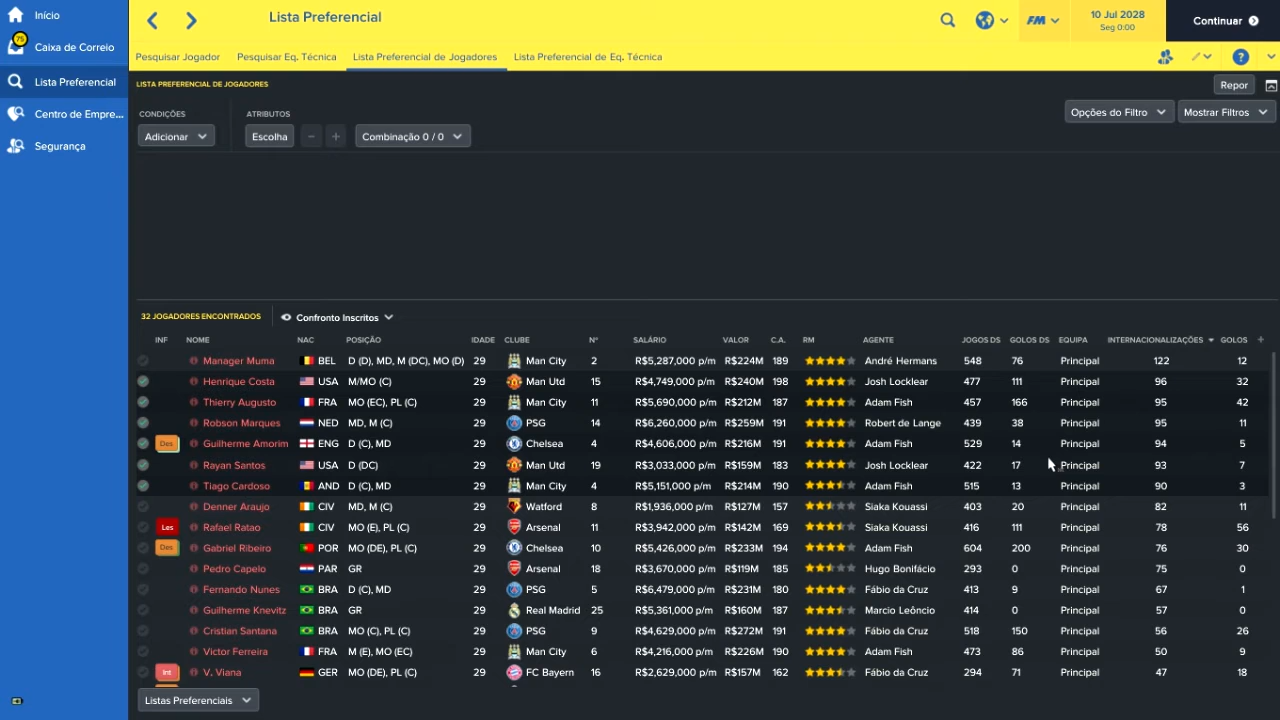 Início
75
Caixa de Correio
Lista Preferencial
Centro de Empre...
Segurança
Lista Preferencial
FM
10 Jul 2028
Seg 0:00
Continuar
Pesquisar Jogador Pesquisar Eq. Técnica Lista Preferencial de Jogadores Lista Preferencial de Eq. Técnica
LISTA PREFERENCIAL DE JOGADORES
Repor
CONDIÇÕES ATRIBUTOS
Opções do Filtro Mostrar Filtros
Adicionar Escolha − + Combinação 0 / 0
32 JOGADORES ENCONTRADOS Confronto Inscritos
INF NOME NAC POSIÇÃO IDADE CLUBE Nº SALÁRIO VALOR C.A. RM AGENTE JOGOS DS GOLOS DS EQUIPA INTERNACIONALIZAÇÕES GOLOS +
Manager Muma BEL D (D), MD, M (DC), MO (D) 29 Man City 2 R$5,287,000 p/m R$224M 189 André Hermans 548 76 Principal 122 12
Henrique Costa USA M/MO (C) 29 Man Utd 15 R$4,749,000 p/m R$240M 198 Josh Locklear 477 111 Principal 96 32
Thierry Augusto FRA MO (EC), PL (C) 29 Man City 11 R$5,690,000 p/m R$212M 187 Adam Fish 457 166 Principal 95 42
Robson Marques NED MD, M (C) 29 PSG 14 R$6,260,000 p/m R$259M 191 Robert de Lange 439 38 Principal 95 11
Des Guilherme Amorim ENG D (C), MD 29 Chelsea 4 R$4,606,000 p/m R$216M 191 Adam Fish 529 14 Principal 94 5
Rayan Santos USA D (DC) 29 Man Utd 19 R$3,033,000 p/m R$159M 183 Josh Locklear 422 17 Principal 93 7
Tiago Cardoso AND D (C), MD 29 Man City 4 R$5,151,000 p/m R$214M 190 Adam Fish 515 13 Principal 90 3
Denner Araujo CIV MD, M (C) 29 Watford 8 R$1,936,000 p/m R$127M 157 Siaka Kouassi 403 20 Principal 82 11
Les Rafael Ratao CIV MO (E), PL (C) 29 Arsenal 11 R$3,942,000 p/m R$142M 169 Siaka Kouassi 416 111 Principal 78 56
Des Gabriel Ribeiro POR MO (DE), PL (C) 29 Chelsea 10 R$5,426,000 p/m R$233M 194 Adam Fish 604 200 Principal 76 30
Pedro Capelo PAR GR 29 Arsenal 18 R$3,670,000 p/m R$119M 185 Hugo Bonifácio 293 0 Principal 75 0
Fernando Nunes BRA D (C), MD 29 PSG 5 R$6,479,000 p/m R$231M 180 Fábio da Cruz 413 9 Principal 67 1
Guilherme Knevitz BRA GR 29 Real Madrid 25 R$5,361,000 p/m R$160M 187 Marcio Leôncio 414 0 Principal 57 0
Cristian Santana BRA MO (C), PL (C) 29 PSG 9 R$4,629,000 p/m R$272M 191 Fábio da Cruz 518 150 Principal 56 26
Victor Ferreira FRA M (E), MO (EC) 29 Man City 6 R$4,216,000 p/m R$226M 190 Adam Fish 473 86 Principal 50 9
Int V. Viana GER MO (DE), PL (C) 29 FC Bayern 16 R$2,629,000 p/m R$157M 162 Fábio da Cruz 294 71 Principal 47 18
Listas Preferenciais